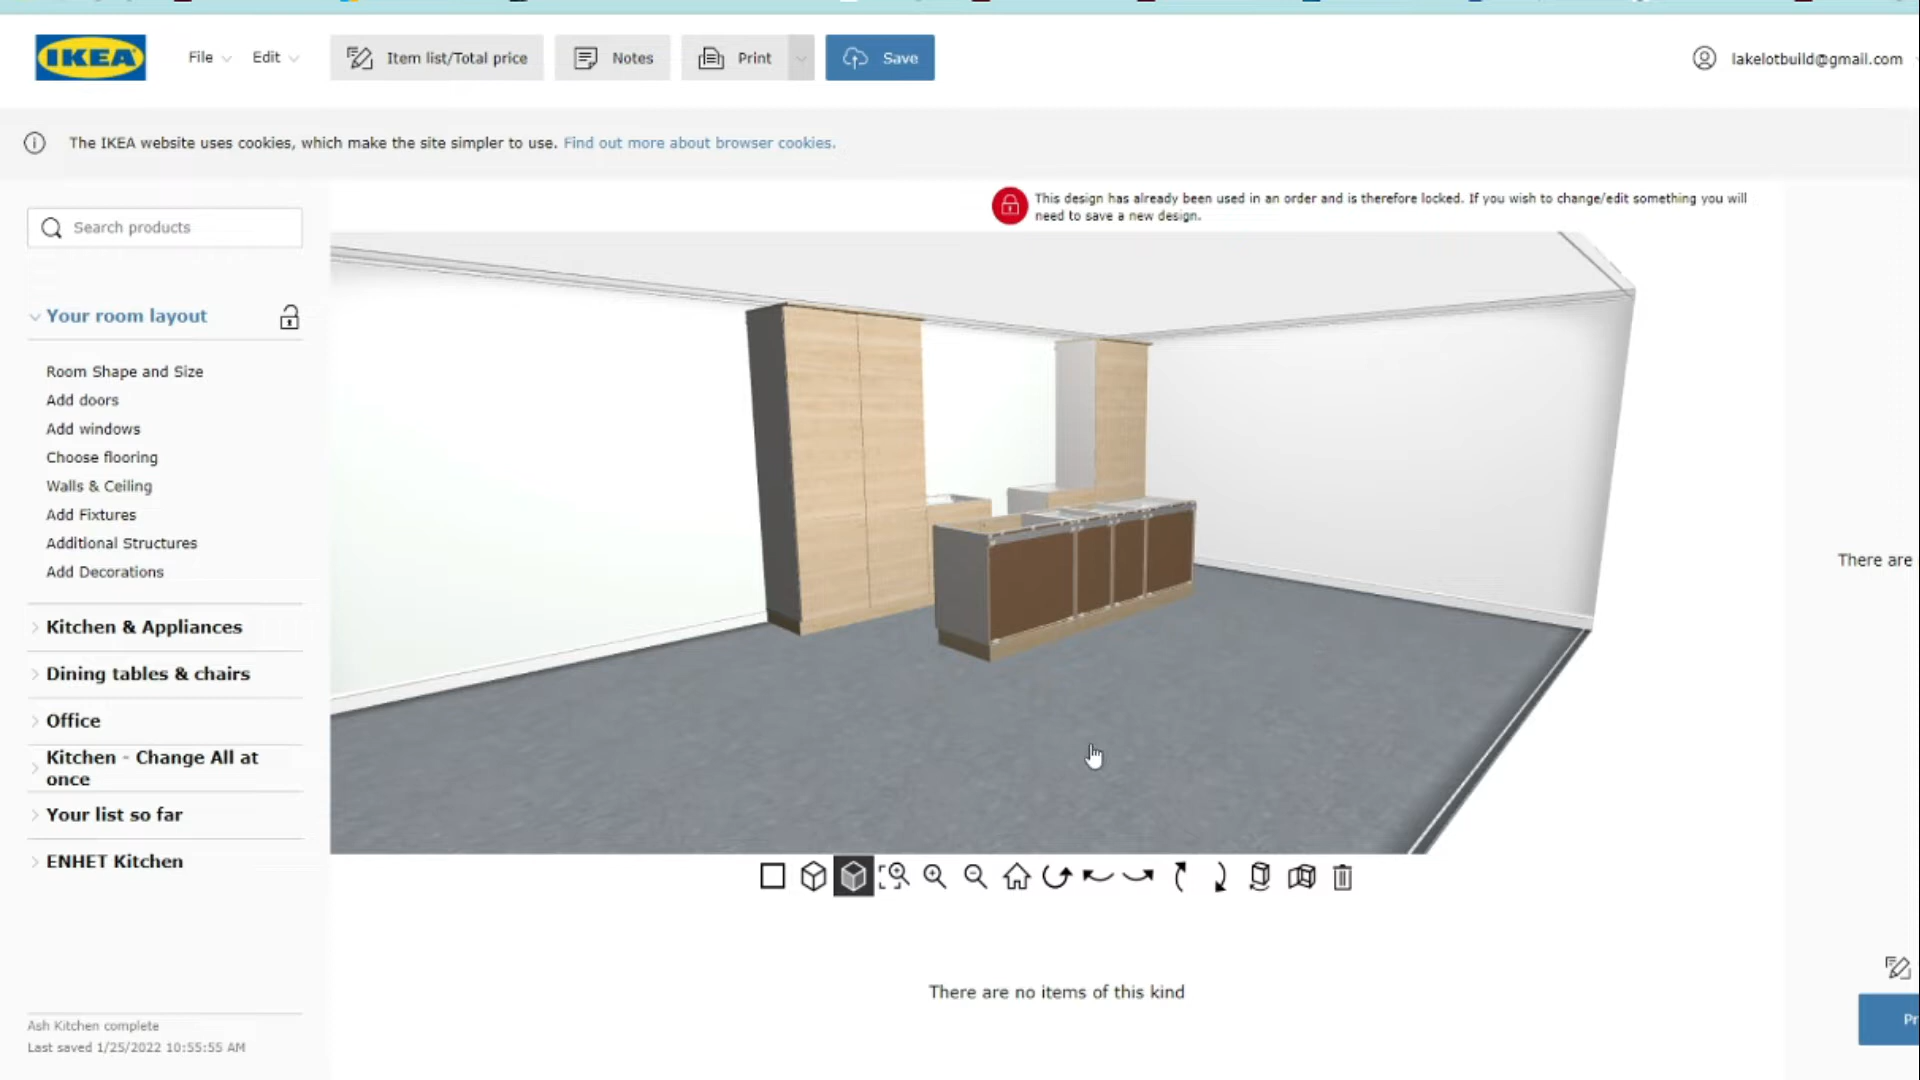 IKEA
File
Edit
Item list/Total price
Notes
Print
Save
lakelotbuild@gmail.com
The IKEA website uses cookies, which make the site simpler to use. Find out more about browser cookies.
This design has already been used in an order and is therefore locked. If you wish to change/edit something you will
need to save a new design.
Search products
Your room layout
Room Shape and Size
Add doors
Add windows
Choose flooring
Walls & Ceiling
Add Fixtures
Additional Structures
Add Decorations
Kitchen & Appliances
Dining tables & chairs
Office
Kitchen - Change All at
once
Your list so far
ENHET Kitchen
There are
There are no items of this kind
Pr
Ash Kitchen complete
Last saved 1/25/2022 10:55:55 AM